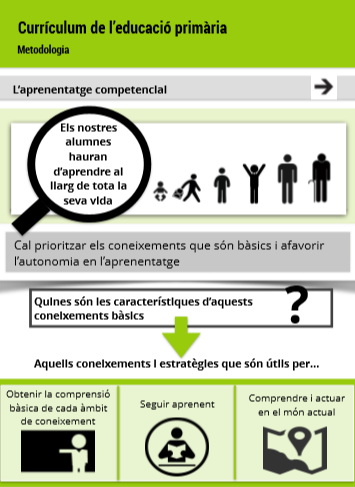 Currículum de l'educació primària
Metodologia
L'aprenentatge competencial
Els nostres
alumnes
hauran
d'aprendre al
llarg de tota la
seva vida
Cal prioritzar els coneixements que són bàsics i afavorir
l'autonomia en l'aprenentatge
Quines són les característiques d'aquests
coneixements bàsics
?
Aquells coneixements i estratègies que són útils per...
Obtenir la comprensió
bàsica de cada àmbit
de coneixement
Seguir aprenent
Comprendre i actuar
en el món actual